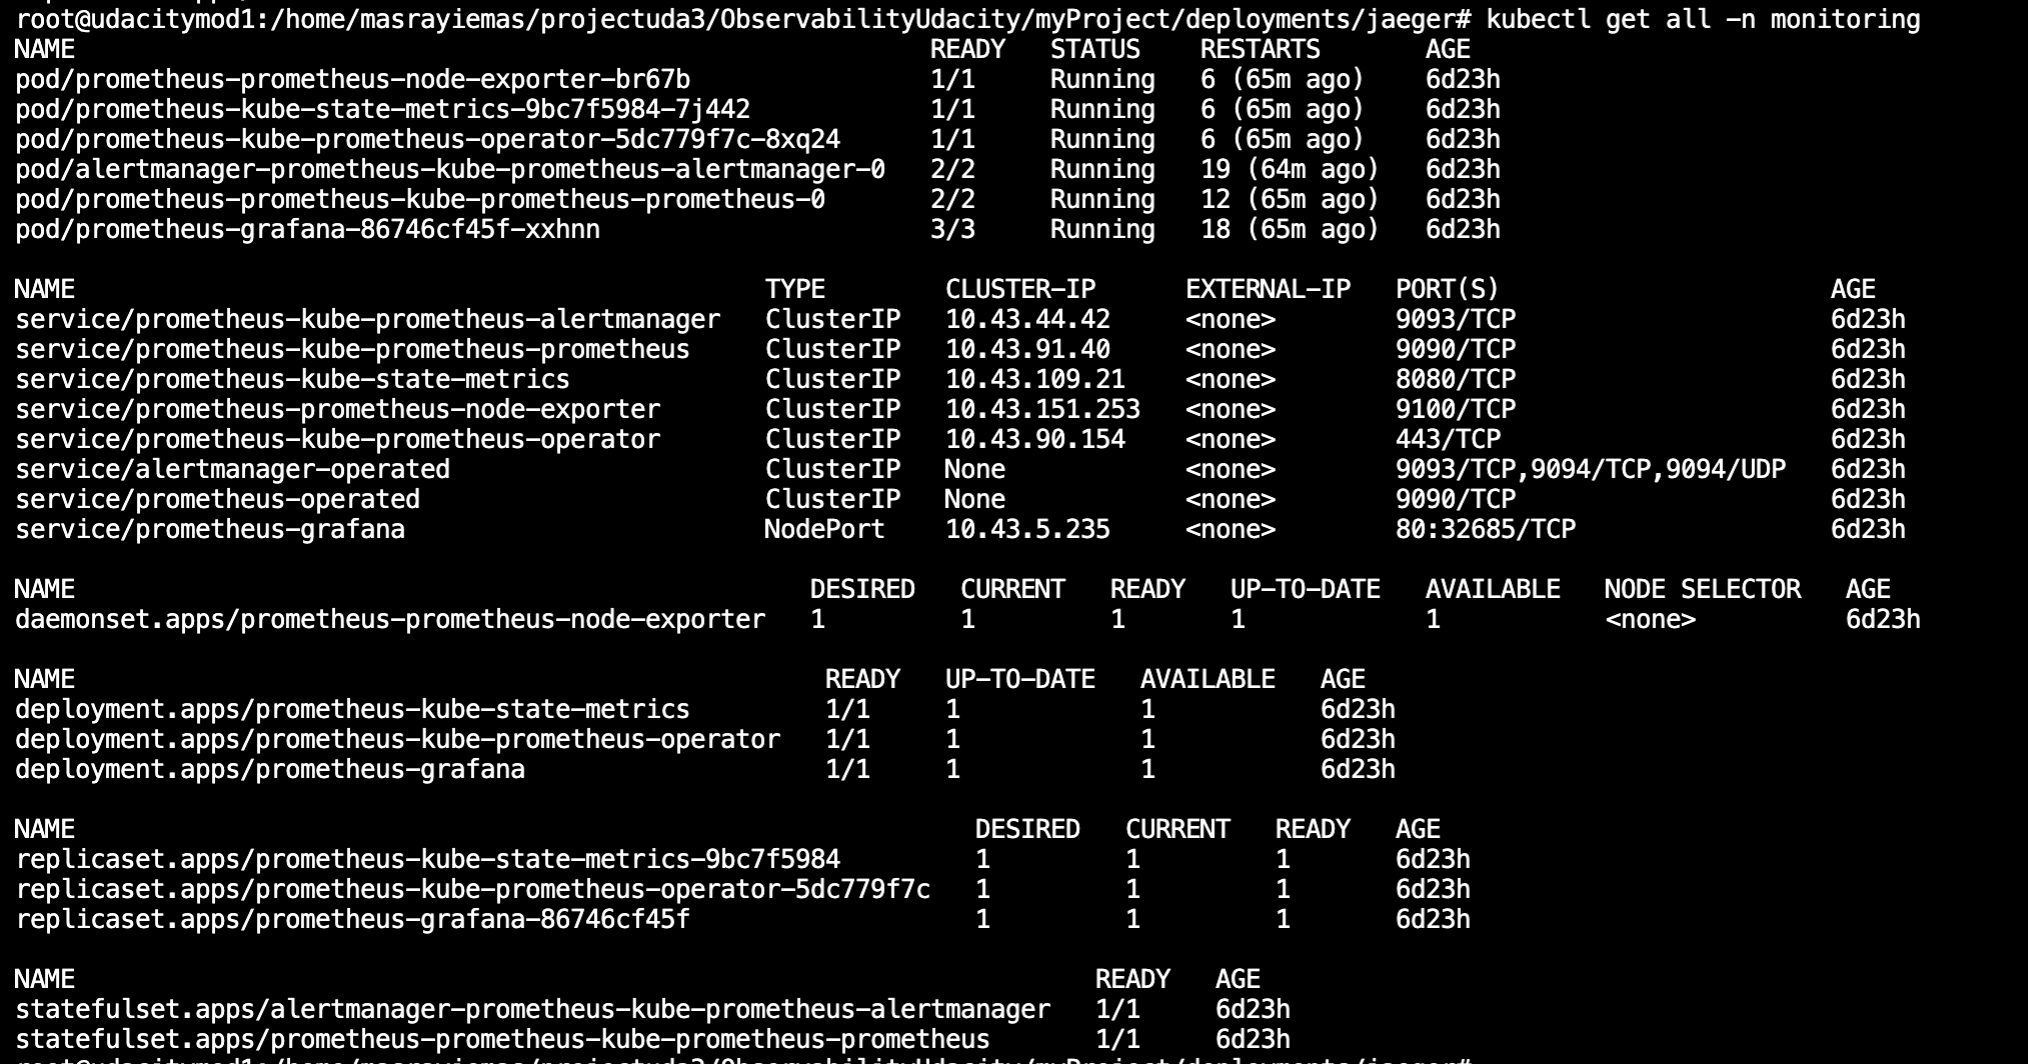 root@udacitymod1:/home/masrayiemas/projectuda3/ObservabilityUdacity/myProject/deployments/jaeger# kubectl get all -n monitoring
NAME READY STATUS RESTARTS AGE
pod/prometheus-prometheus-node-exporter-br67b 1/1 Running 6 (65m ago) 6d23h
pod/prometheus-kube-state-metrics-9bc7f5984-7j442 1/1 Running 6 (65m ago) 6d23h
pod/prometheus-kube-prometheus-operator-5dc779f7c-8xq24 1/1 Running 6 (65m ago) 6d23h
pod/alertmanager-prometheus-kube-prometheus-alertmanager-0 2/2 Running 19 (64m ago) 6d23h
pod/prometheus-prometheus-kube-prometheus-prometheus-0 2/2 Running 12 (65m ago) 6d23h
pod/prometheus-grafana-86746cf45f-xxhnn 3/3 Running 18 (65m ago) 6d23h
NAME TYPE CLUSTER-IP EXTERNAL-IP PORT(S) AGE
service/prometheus-kube-prometheus-alertmanager ClusterIP 10.43.44.42 <none> 9093/TCP 6d23h
service/prometheus-kube-prometheus-prometheus ClusterIP 10.43.91.40 <none> 9090/TCP 6d23h
service/prometheus-kube-state-metrics ClusterIP 10.43.109.21 <none> 8080/TCP 6d23h
service/prometheus-prometheus-node-exporter ClusterIP 10.43.151.253 <none> 9100/TCP 6d23h
service/prometheus-kube-prometheus-operator ClusterIP 10.43.90.154 <none> 443/TCP 6d23h
service/alertmanager-operated ClusterIP None <none> 9093/TCP,9094/TCP,9094/UDP 6d23h
service/prometheus-operated ClusterIP None <none> 9090/TCP 6d23h
service/prometheus-grafana NodePort 10.43.5.235 <none> 80:32685/TCP 6d23h
NAME DESIRED CURRENT READY UP-TO-DATE AVAILABLE NODE SELECTOR AGE
daemonset.apps/prometheus-prometheus-node-exporter 1 1 1 1 1 <none> 6d23h
NAME READY UP-TO-DATE AVAILABLE AGE
deployment.apps/prometheus-kube-state-metrics 1/1 1 1 6d23h
deployment.apps/prometheus-kube-prometheus-operator 1/1 1 1 6d23h
deployment.apps/prometheus-grafana 1/1 1 1 6d23h
NAME DESIRED CURRENT READY AGE
replicaset.apps/prometheus-kube-state-metrics-9bc7f5984 1 1 1 6d23h
replicaset.apps/prometheus-kube-prometheus-operator-5dc779f7c 1 1 1 6d23h
replicaset.apps/prometheus-grafana-86746cf45f 1 1 1 6d23h
NAME READY AGE
statefulset.apps/alertmanager-prometheus-kube-prometheus-alertmanager 1/1 6d23h
statefulset.apps/prometheus-prometheus-kube-prometheus-prometheus 1/1 6d23h
root@udacitymod1:/home/masrayiemas/projectuda3/ObservabilityUdacity/myProject/deployments/jaeger#